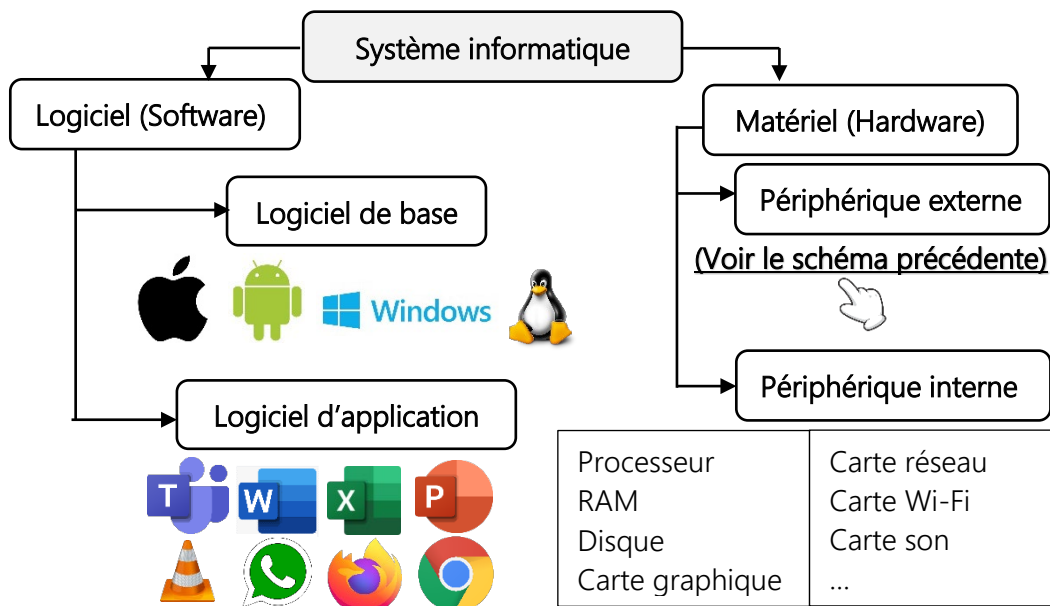 Système informatique
Logiciel (Software)
Matériel (Hardware)
Logiciel de base
Périphérique externe
(Voir le schéma précédente)
Windows
Périphérique interne
Logiciel d’application
T
W
X
P
Processeur
RAM
Disque
Carte graphique
Carte réseau
Carte Wi-Fi
Carte son
...